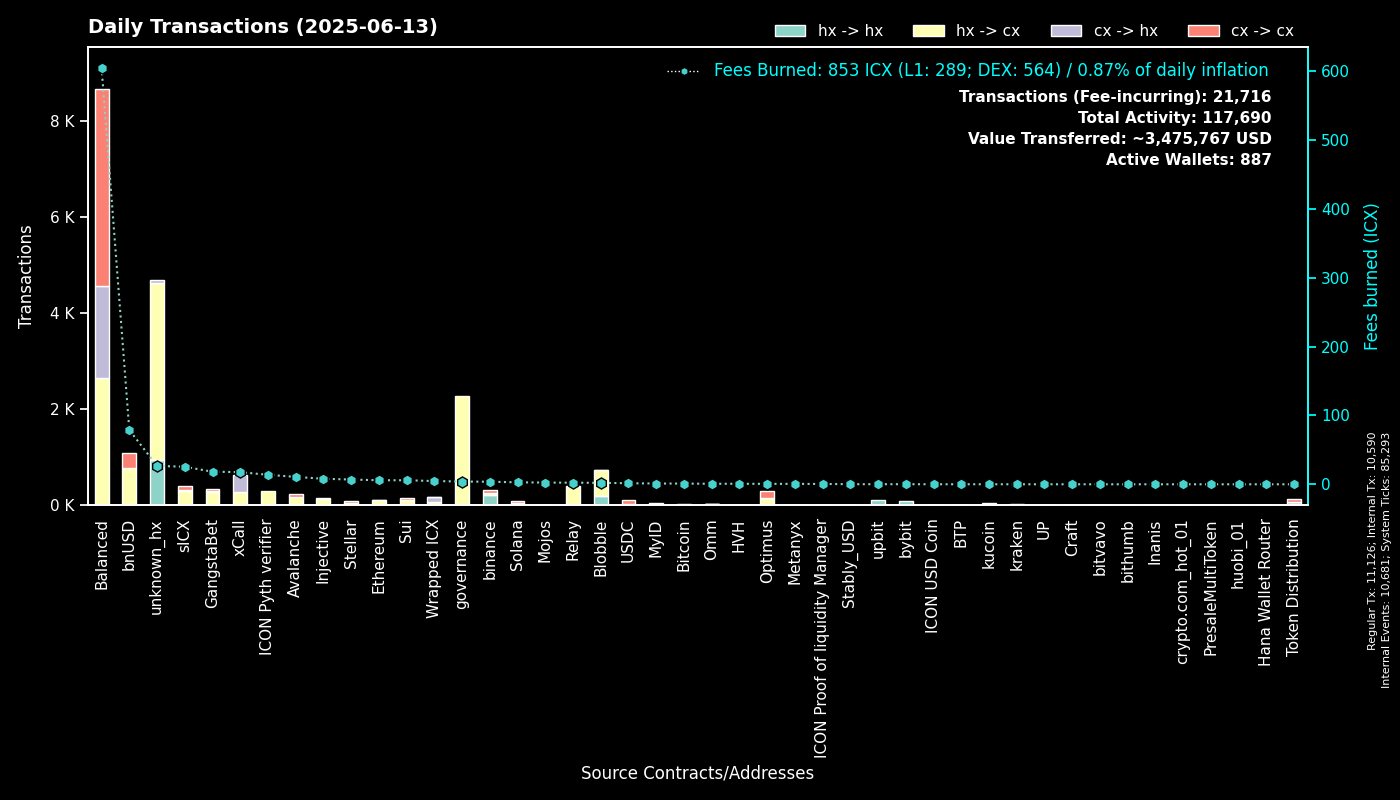 Daily Transactions (2025-06-13)
hx -> hx
hx -> cx
cx -> hx
cx -> cx
Fees Burned: 853 ICX (L1: 289; DEX: 564) / 0.87% of daily inflation
Transactions (Fee-incurring): 21,716
Total Activity: 117,690
Value Transferred: ~3,475,767 USD
Active Wallets: 887
Transactions
8 K
6 K
4 K
2 K
0 K
600
500
400
300
200
100
0
Fees burned (ICX)
Regular Tx: 11,126; Internal Tx: 10,590
Internal Events: 10,681; System Ticks: 85,293
Balanced
bnUSD
unknown_hx
sICX
GangstaBet
xCall
ICON Pyth verifier
Avalanche
Injective
Stellar
Ethereum
Sui
Wrapped ICX
governance
binance
Solana
Mojos
Relay
Blobble
USDC
MyID
Bitcoin
Omm
HVH
Optimus
Metanyx
ICON Proof of liquidity Manager
Stably_USD
upbit
bybit
ICON USD Coin
BTP
kucoin
kraken
UP
Craft
bitvavo
bithumb
Inanis
crypto.com_hot_01
PresaleMultiToken
huobi_01
Hana Wallet Router
Token Distribution
Source Contracts/Addresses